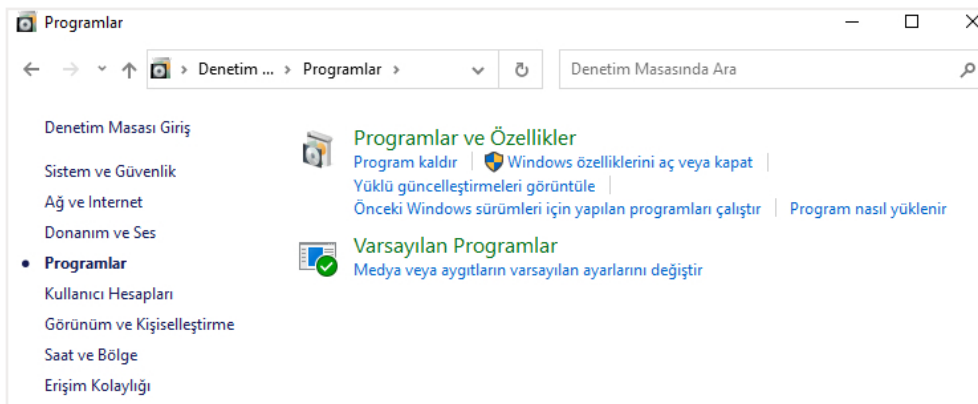 Programlar
Denetim ... > Programlar >
Denetim Masasında Ara
Denetim Masası Giriş
Sistem ve Güvenlik
Ağ ve Internet
Donanım ve Ses
Programlar
Kullanıcı Hesapları
Görünüm ve Kişiselleştirme
Saat ve Bölge
Erişim Kolaylığı
Programlar ve Özellikler
Program kaldır | Windows özelliklerini aç veya kapat |
Yüklü güncelleştirmeleri görüntüle |
Önceki Windows sürümleri için yapılan programları çalıştır | Program nasıl yüklenir
Varsayılan Programlar
Medya veya aygıtların varsayılan ayarlarını değiştir